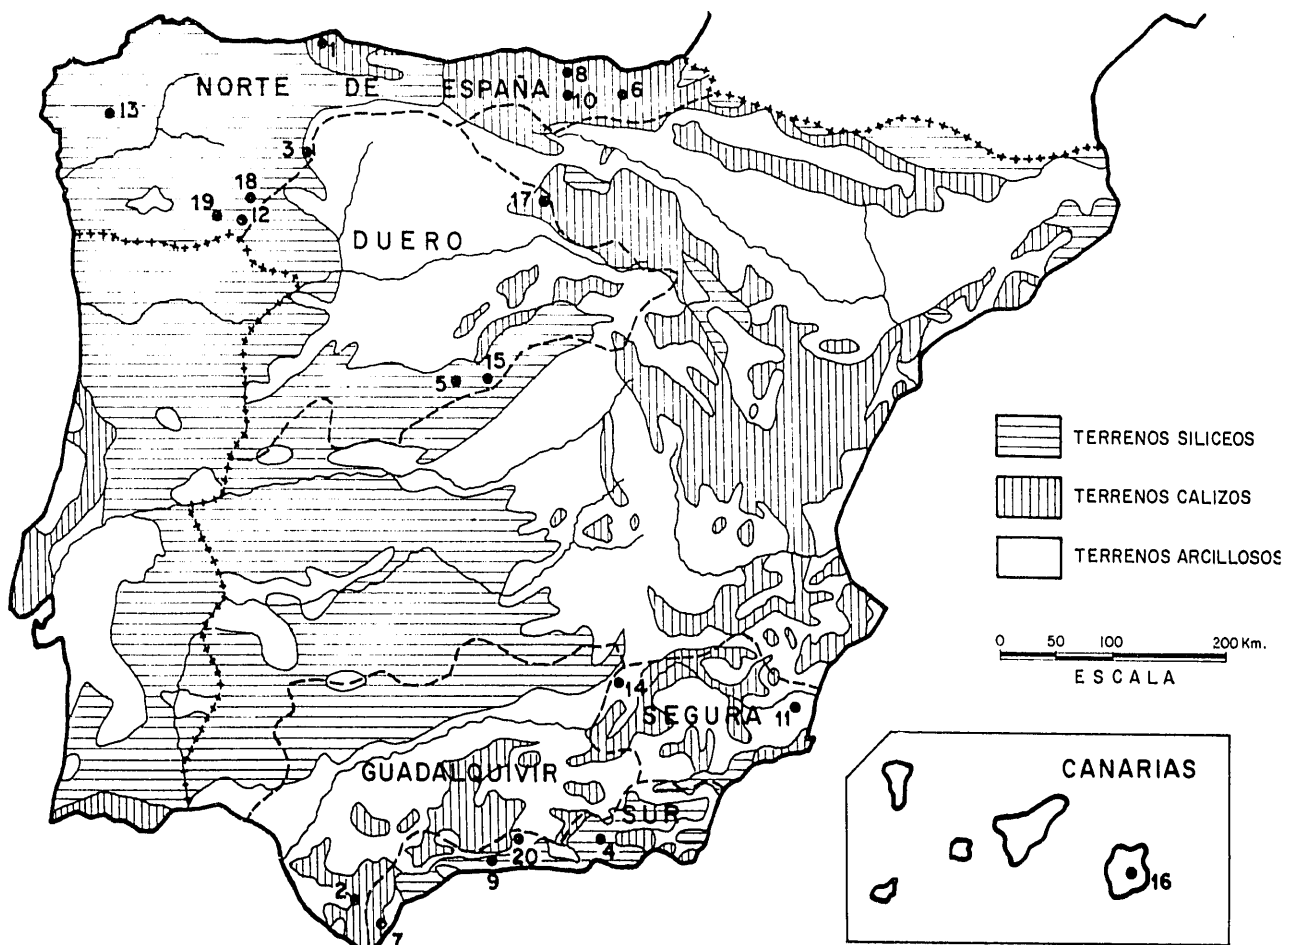 1
NORTE DE ESPAÑA
8
10
6
13
3
18
19
12
17
DUERO
15
5
TERRENOS SILICEOS
TERRENOS CALIZOS
TERRENOS ARCILLOSOS
0 50 100 200 Km.
ESCALA
14
SEGURA
11
GUADALQUIVIR
CANARIAS
SUR
20
4
9
2
16
7